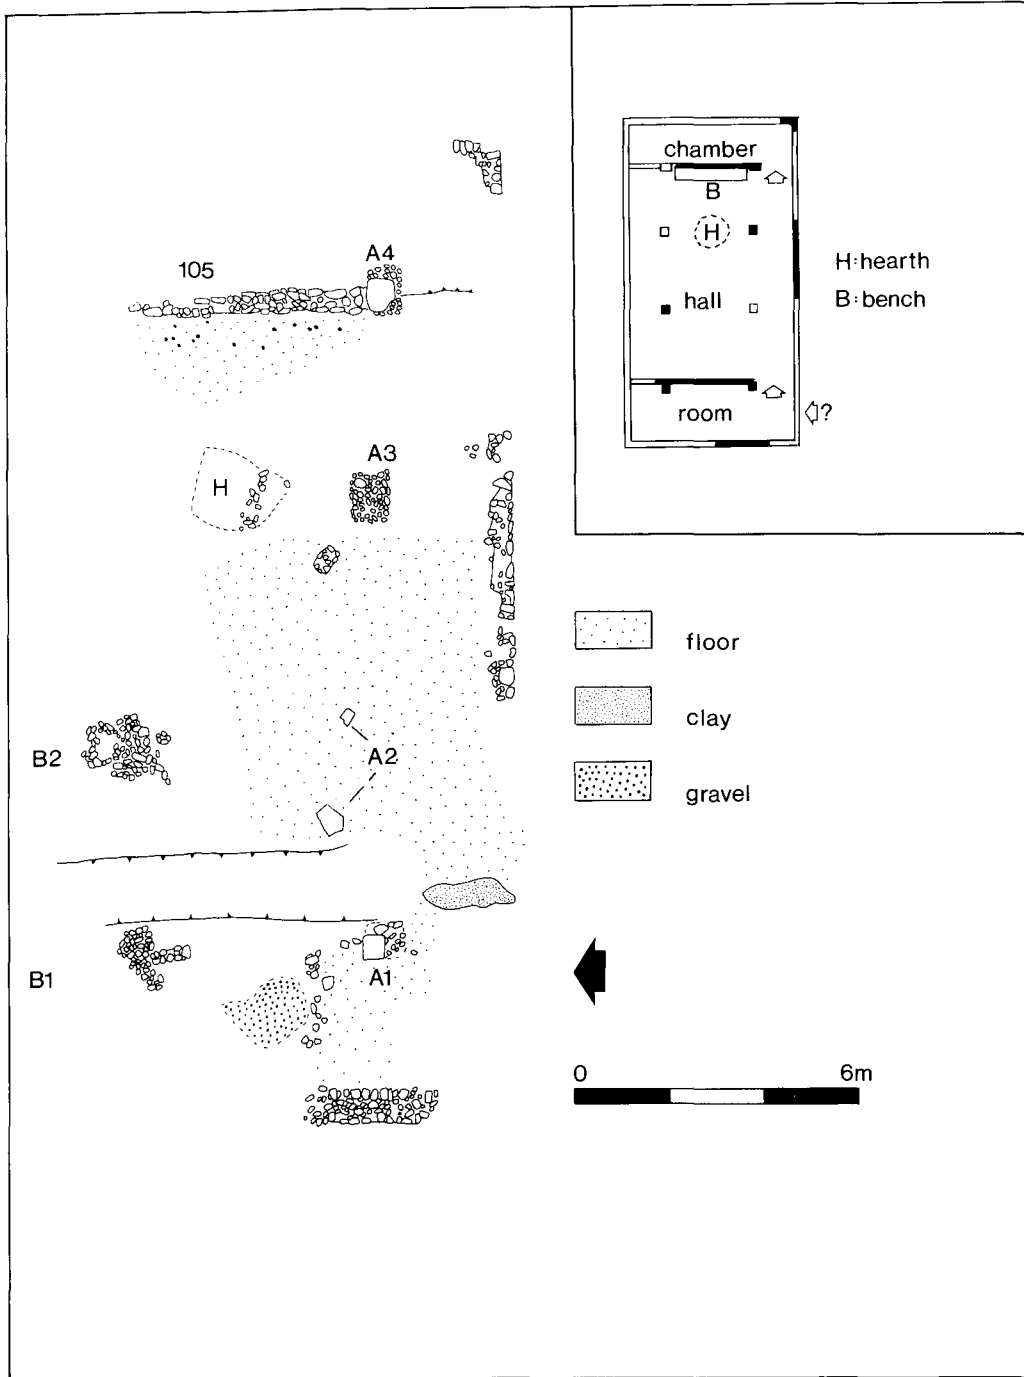 chamber
B
H
H:hearth
hall
B:bench
room
?
105
A4
A3
H
floor
clay
A2
B2
gravel
B1
A1
0 6m